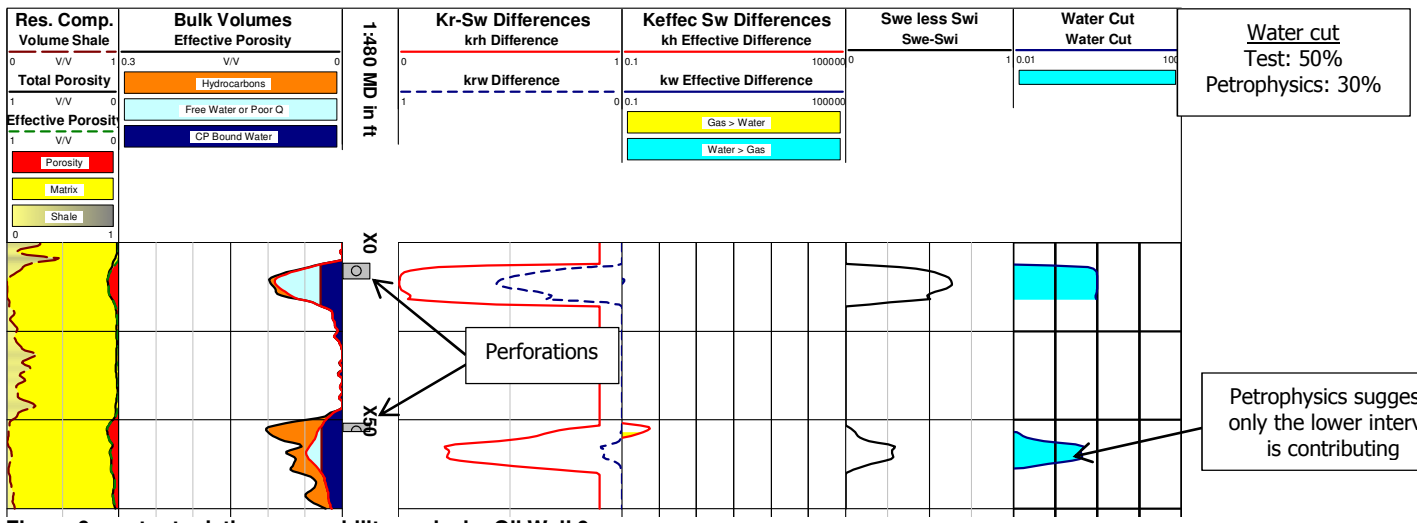 Res. Comp.
Volume Shale
0 V/V 1
Total Porosity
1 V/V 0
Effective Porosity
1 V/V 0
Porosity
Matrix
Shale
0 1
Bulk Volumes
Effective Porosity
0.3 V/V 0
Hydrocarbons
Free Water or Poor Q
CP Bound Water
1:480 MD in ft
Kr-Sw Differences
krh Difference
0 1
krw Difference
1 0
Keffec Sw Differences
kh Effective Difference
0.1 100000
kw Effective Difference
0.1 100000
Gas > Water
Water > Gas
Swe less Swi
Swe-Swi
0 1
Water Cut
Water Cut
0.01 100
Water cut
Test: 50%
Petrophysics: 30%
X0
Perforations
X50
Petrophysics sugges
only the lower interv
is contributing